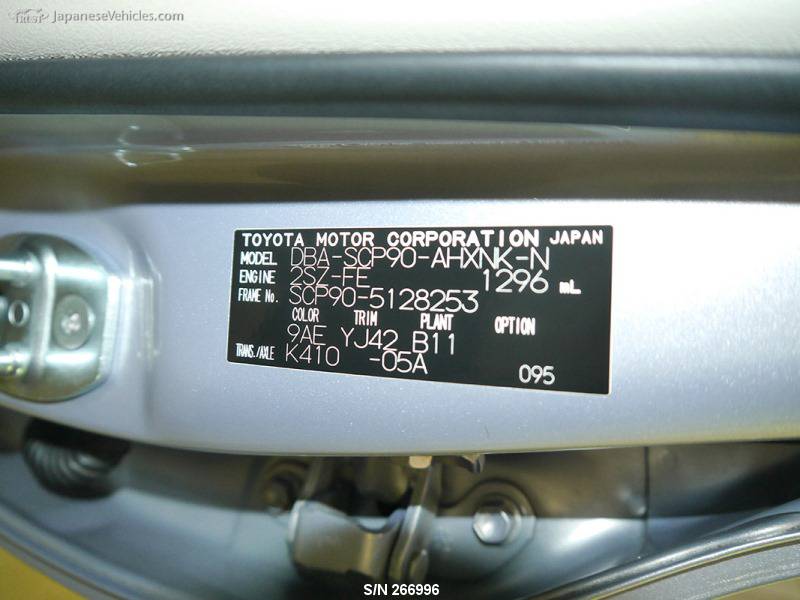 TRUST JapaneseVehicles.com
TOYOTA MOTOR CORPORATION JAPAN
MODEL DBA-SCP90-AHXNK-N
ENGINE 2SZ-FE 1296 mL
FRAME No. SCP90-5128253
COLOR TRIM PLANT OPTION
9AE YJ42 B11
TRANS./AXLE K410 -05A
095
S/N 266996